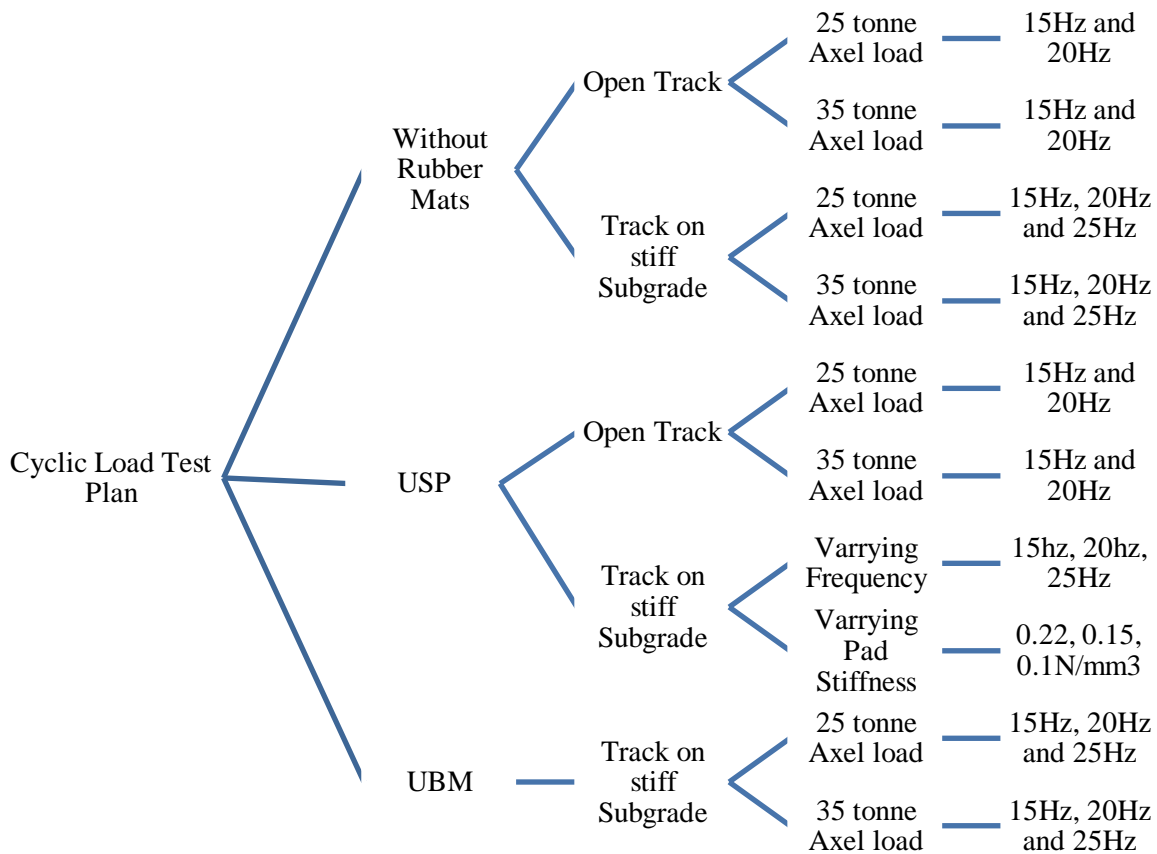 Cyclic Load Test
Plan
Without
Rubber
Mats
Open Track
25 tonne
Axel load
15Hz and
20Hz
35 tonne
Axel load
15Hz and
20Hz
Track on
stiff
Subgrade
25 tonne
Axel load
15Hz, 20Hz
and 25Hz
35 tonne
Axel load
15Hz, 20Hz
and 25Hz
USP
Open Track
25 tonne
Axel load
15Hz and
20Hz
35 tonne
Axel load
15Hz and
20Hz
Track on
stiff
Subgrade
Varrying
Frequency
15hz, 20hz,
25Hz
Varrying
Pad
Stiffness
0.22, 0.15,
0.1N/mm3
UBM
Track on
stiff
Subgrade
25 tonne
Axel load
15Hz, 20Hz
and 25Hz
35 tonne
Axel load
15Hz, 20Hz
and 25Hz